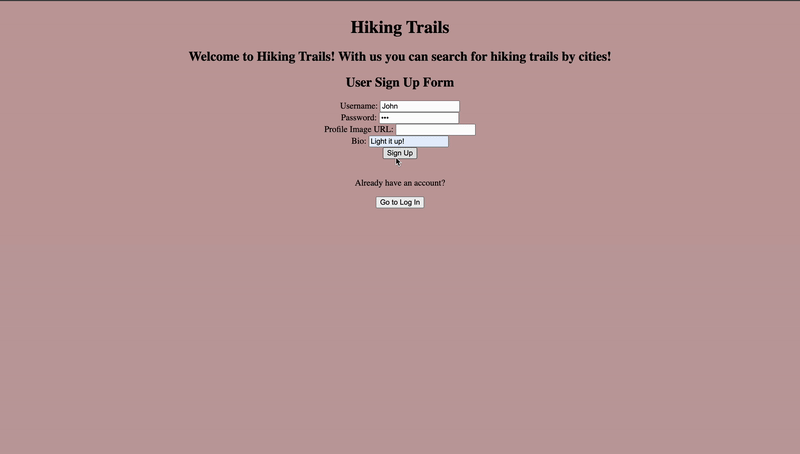 Hiking Trails
Welcome to Hiking Trails! With us you can search for hiking trails by cities!
User Sign Up Form
Username: John
Password: •••
Profile Image URL:
Bio: Light it up!
Sign Up
Already have an account?
Go to Log In